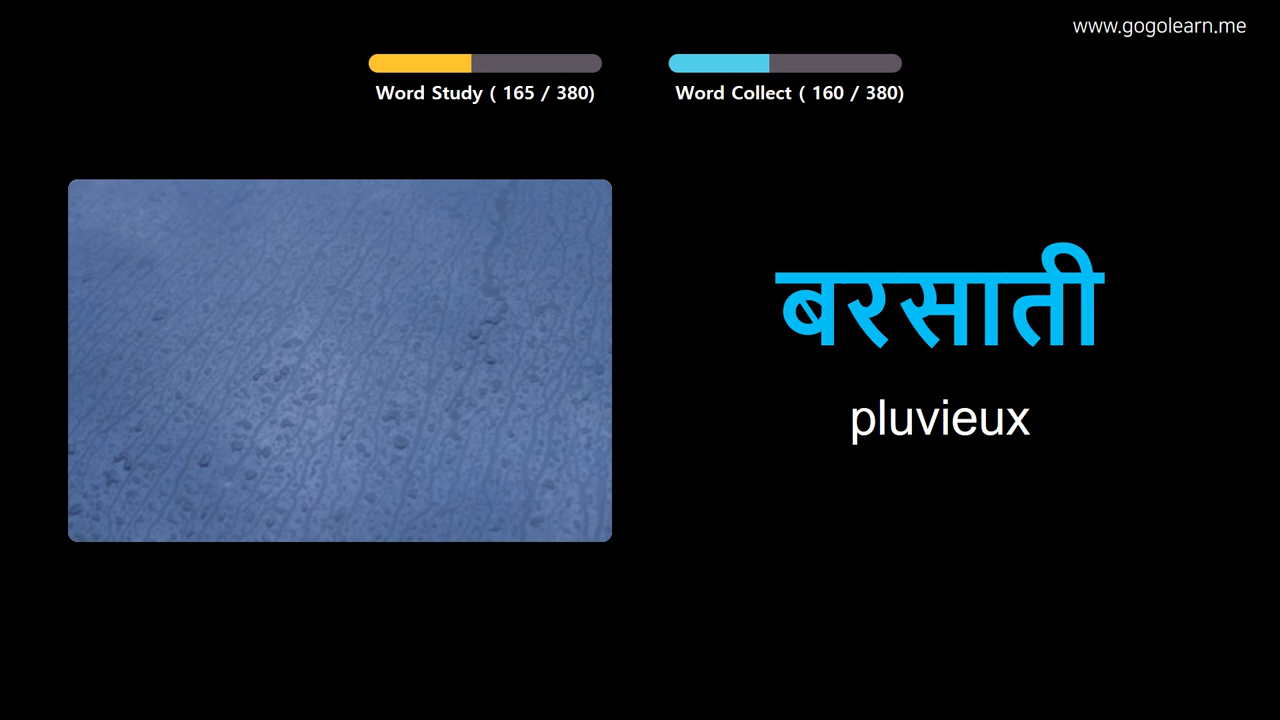 www.gogolearn.me
Word Study ( 165 / 380)
Word Collect ( 160 / 380)
बरसाती
pluvieux